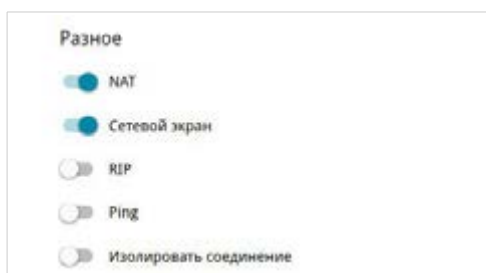 Разное
NAT
Сетевой экран
RIP
Ping
Изолировать соединение